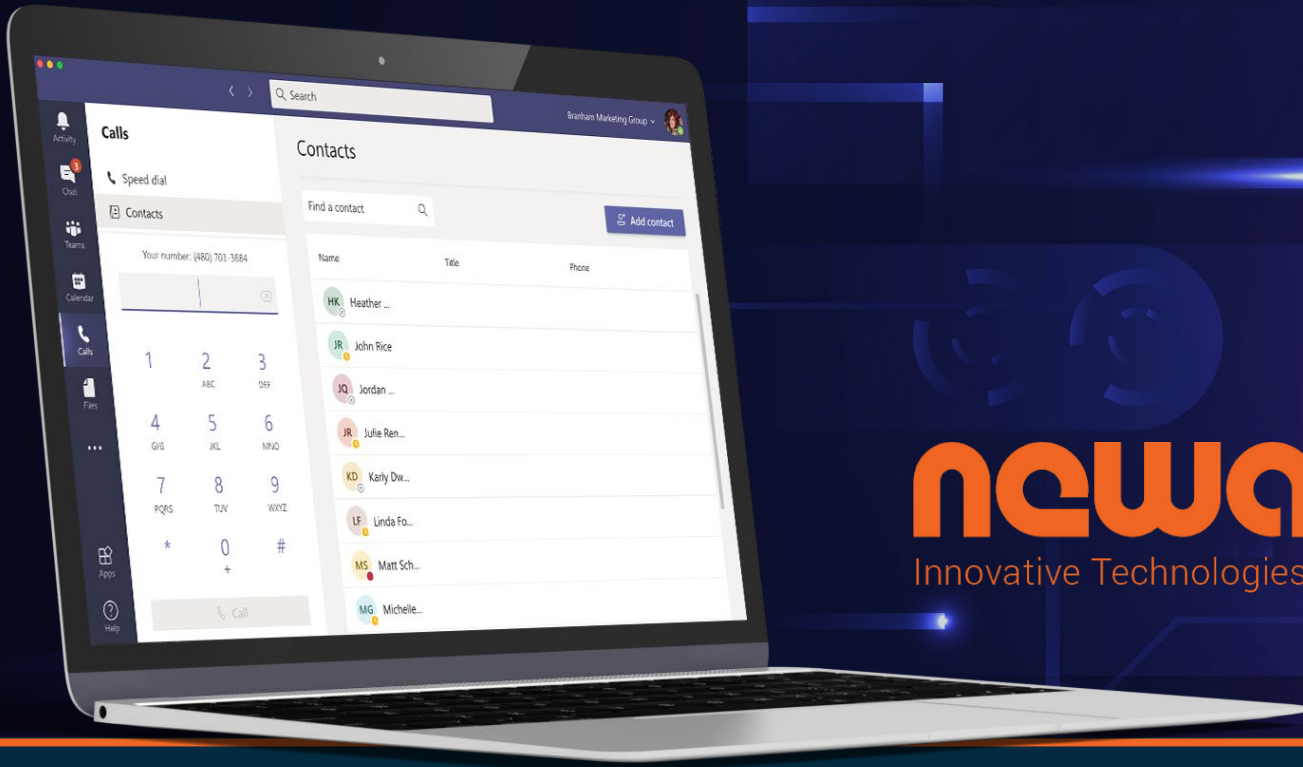 Search
Branham Marketing Group
Activity
3
Chat
Teams
Calendar
Calls
Files
Apps
Help
Calls
Speed dial
Contacts
Your number: (480) 701-3684
1
2
ABC
3
DEF
4
GHI
5
JKL
6
MNO
7
PQRS
8
TUV
9
WXYZ
*
0
+
#
Call
Contacts
Find a contact
Add contact
Name Title Phone
HK Heather ...
JR John Rice
JQ Jordan ...
JR Julie Ren...
KD Karly Dw...
LF Linda Fo...
MS Matt Sch...
MG Michelle...
newa
Innovative Technologies